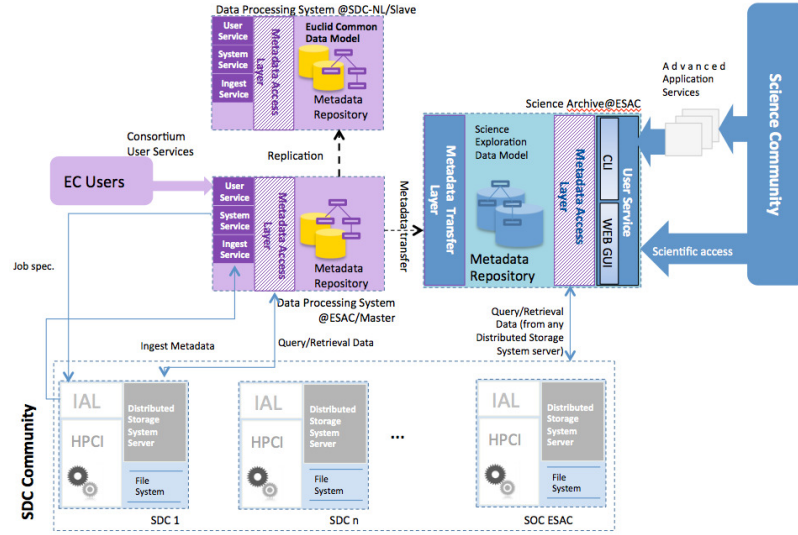 Data Processing System @SDC-NL/Slave
User
Service
System
Service
Ingest
Service
Metadata Access
Layer
Euclid Common
Data Model
Metadata
Repository
Consortium
User Services
Replication
EC Users
User
Service
System
Service
Ingest
Service
Metadata Access
Layer
Metadata
Repository
Data Processing System
@ESAC/Master
Metadata transfer
Science Archive@ESAC
Metadata Transfer
Layer
Science
Exploration
Data Model
Metadata
Repository
Metadata Access
Layer
CLI
WEB GUI
User Service
Advanced
Application
Services
Scientific access
Science Community
Job spec.
Ingest Metadata
Query/Retrieval Data
Query/Retrieval
Data (from any
Distributed Storage
System server)
SDC Community
IAL
HPCI
Distributed
Storage
System
Server
File
System
SDC 1
IAL
HPCI
Distributed
Storage
System
Server
File
System
SDC n
...
IAL
HPCI
Distributed
Storage
System
Server
File
System
SOC ESAC